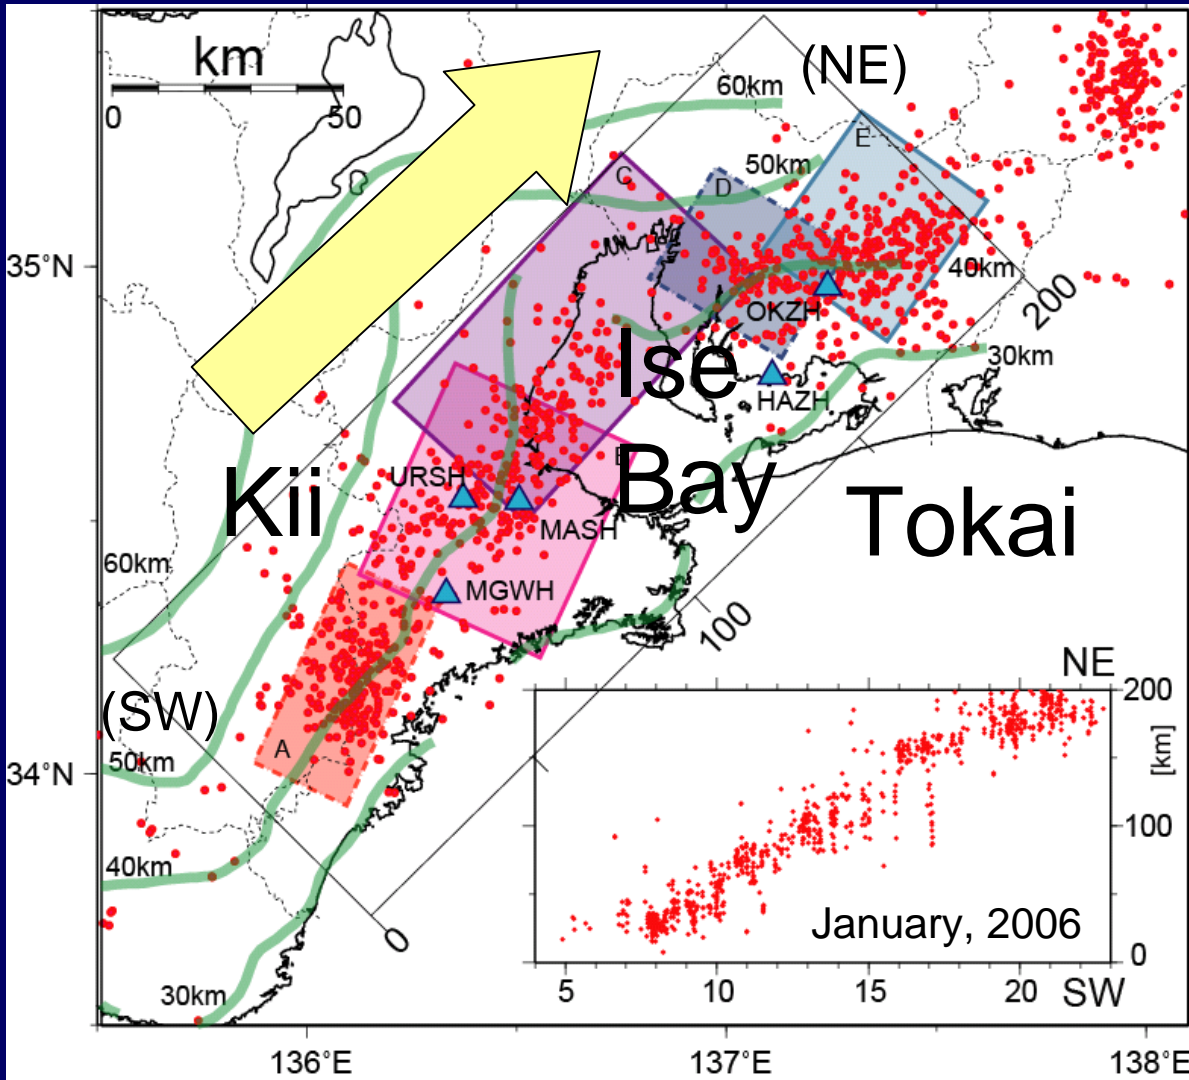 km
0 50
(NE)
60km
E
50km
C
D
35°N
40km
OKZH
200
Ise
30km
HAZH
B
URSH
Bay
Kii
MASH
Tokai
60km
MGWH
100
NE
(SW)
200
A
50km
[km]
34°N
100
40km
January, 2006
0
0
5 10 15 20 SW
30km
136°E 137°E 138°E